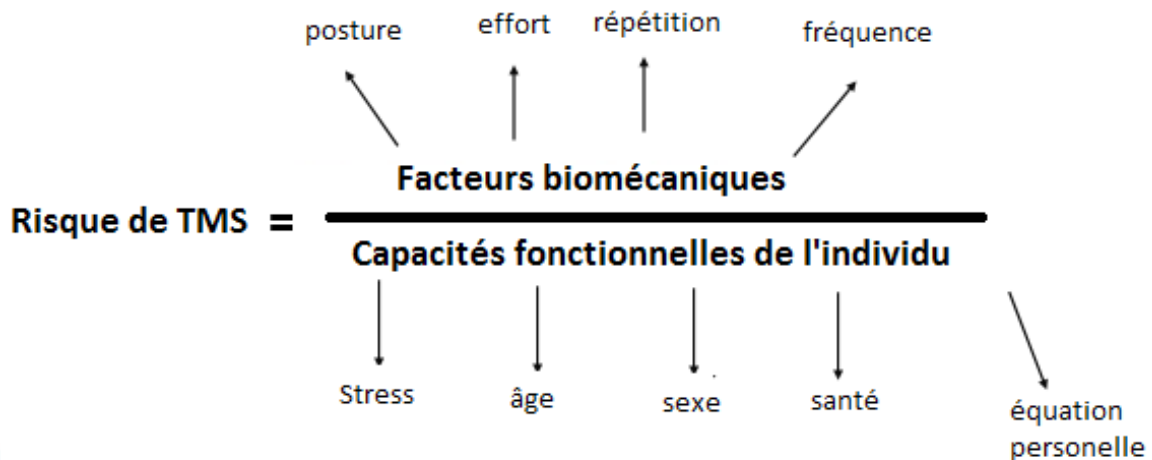 posture effort répétition fréquence
Facteurs biomécaniques
Risque de TMS =
Capacités fonctionnelles de l'individu
Stress âge sexe santé équation
personelle